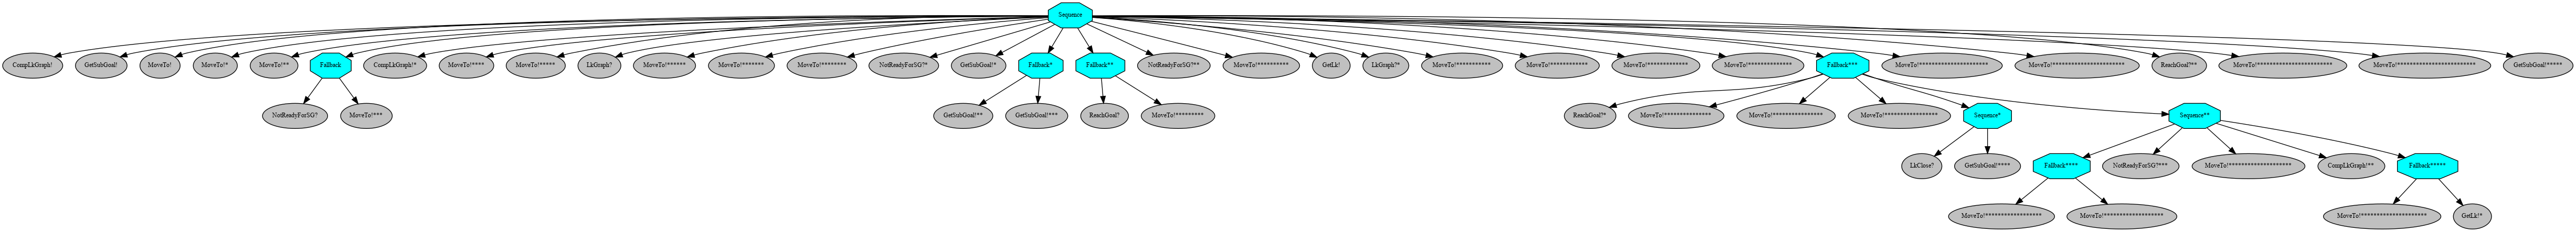 Sequence
CompLkGraph!
GetSubGoal!
MoveTo!
MoveTo!*
MoveTo!**
Fallback
CompLkGraph!*
MoveTo!****
MoveTo!*****
LkGraph?
MoveTo!******
MoveTo!*******
MoveTo!********
NotReadyForSG?*
GetSubGoal!*
Fallback*
Fallback**
NotReadyForSG?**
MoveTo!**********
GetLk!
LkGraph?*
MoveTo!***********
MoveTo!************
MoveTo!*************
MoveTo!**************
Fallback***
MoveTo!**********************
MoveTo!***********************
ReachGoal?**
MoveTo!************************
MoveTo!*************************
GetSubGoal!*****
NotReadyForSG?
MoveTo!***
GetSubGoal!**
GetSubGoal!***
ReachGoal?
MoveTo!*********
ReachGoal?*
MoveTo!***************
MoveTo!****************
MoveTo!*****************
Sequence*
Sequence**
LkClose?
GetSubGoal!****
Fallback****
NotReadyForSG?***
MoveTo!********************
CompLkGraph!**
Fallback*****
MoveTo!******************
MoveTo!*******************
MoveTo!*********************
GetLk!*